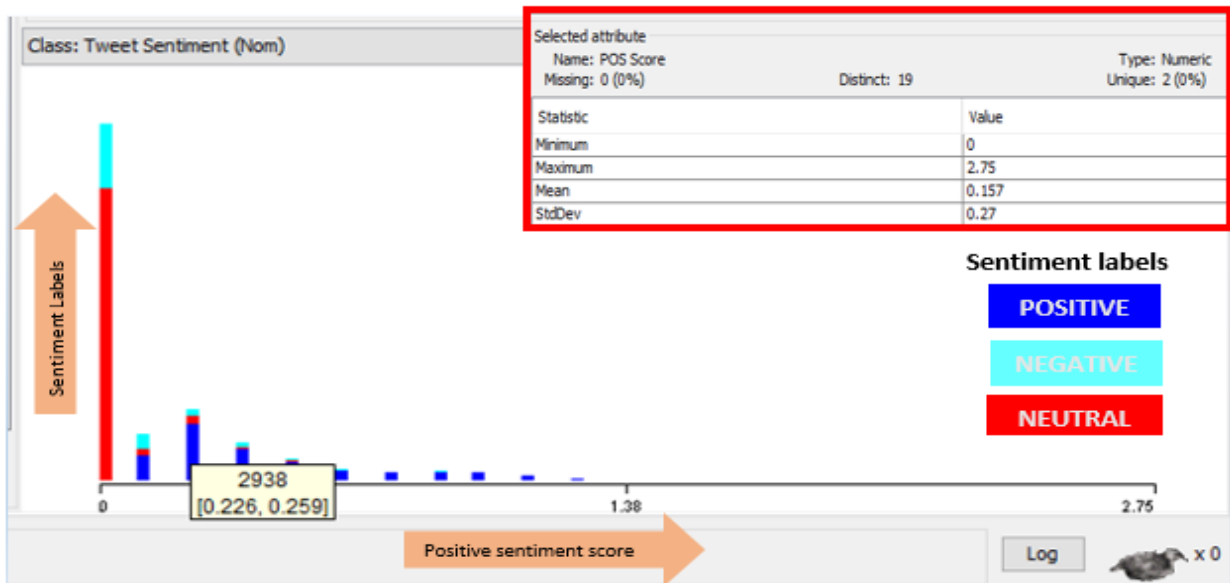 Class: Tweet Sentiment (Nom)
Selected attribute
Name: POS Score
Type: Numeric
Missing: 0 (0%)
Distinct: 19
Unique: 2 (0%)
Statistic
Value
Minimum
0
Maximum
2.75
Mean
0.157
StdDev
0.27
Sentiment Labels
Sentiment labels
POSITIVE
NEGATIVE
NEUTRAL
2938
[0.226, 0.259]
0
1.38
2.75
Positive sentiment score
Log
x 0